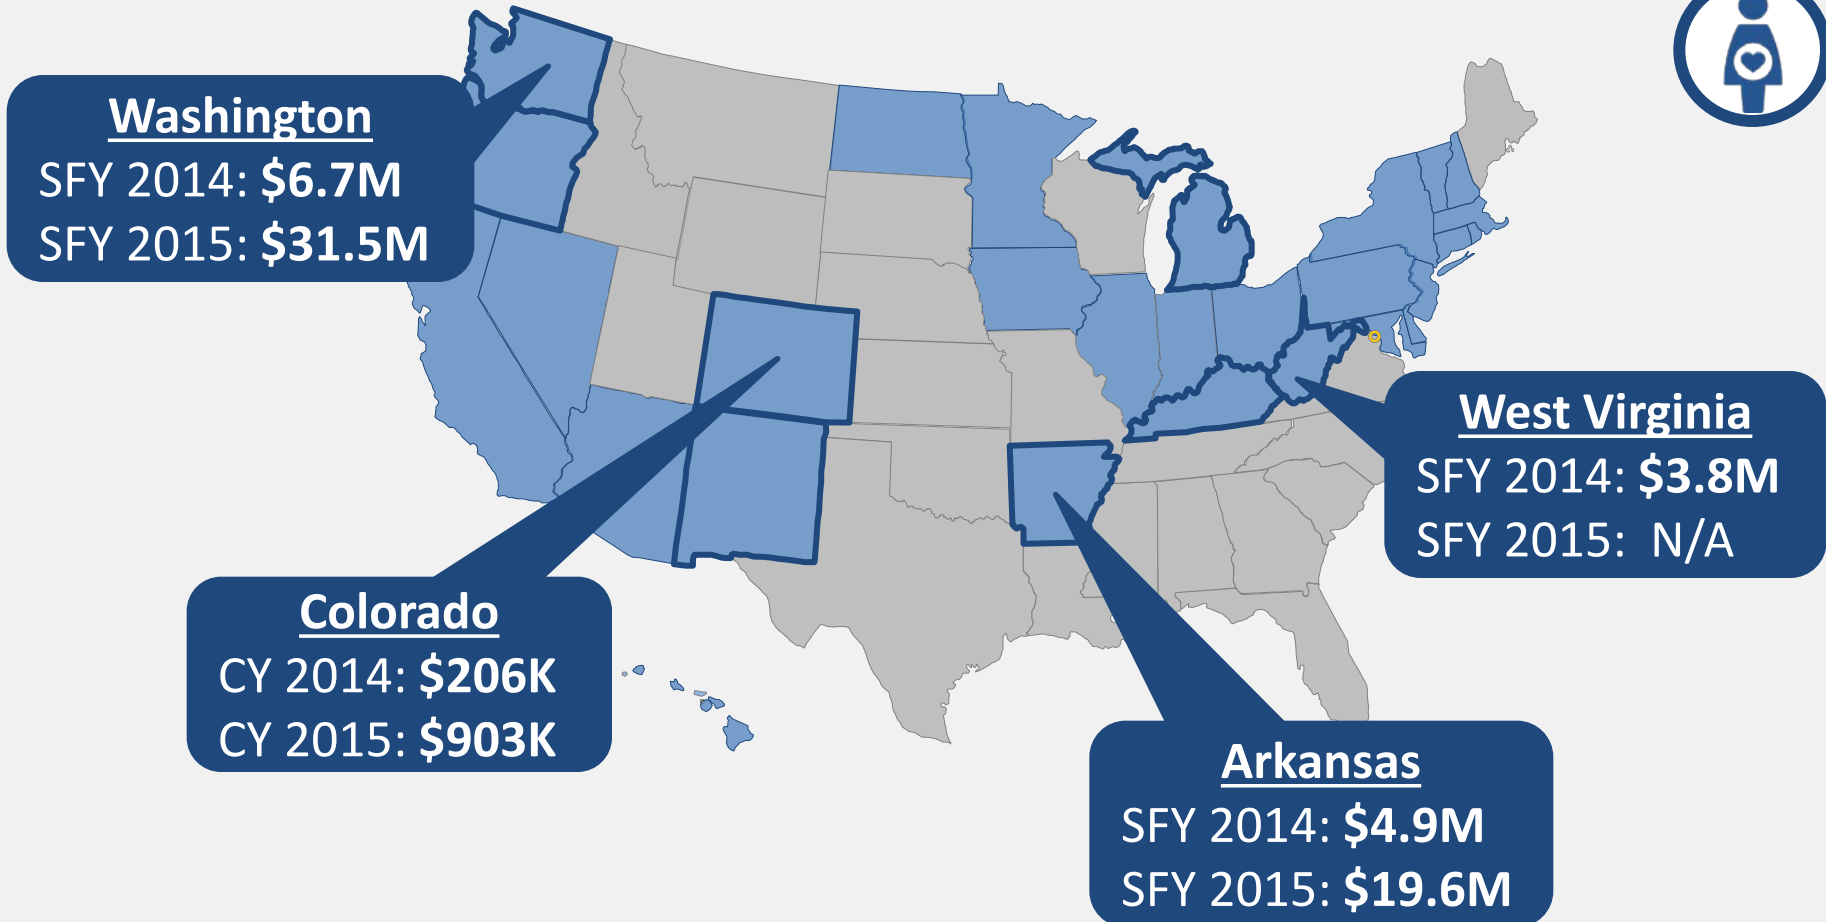 Washington
SFY 2014: $6.7M
SFY 2015: $31.5M
West Virginia
SFY 2014: $3.8M
SFY 2015: N/A
Colorado
CY 2014: $206K
CY 2015: $903K
Arkansas
SFY 2014: $4.9M
SFY 2015: $19.6M